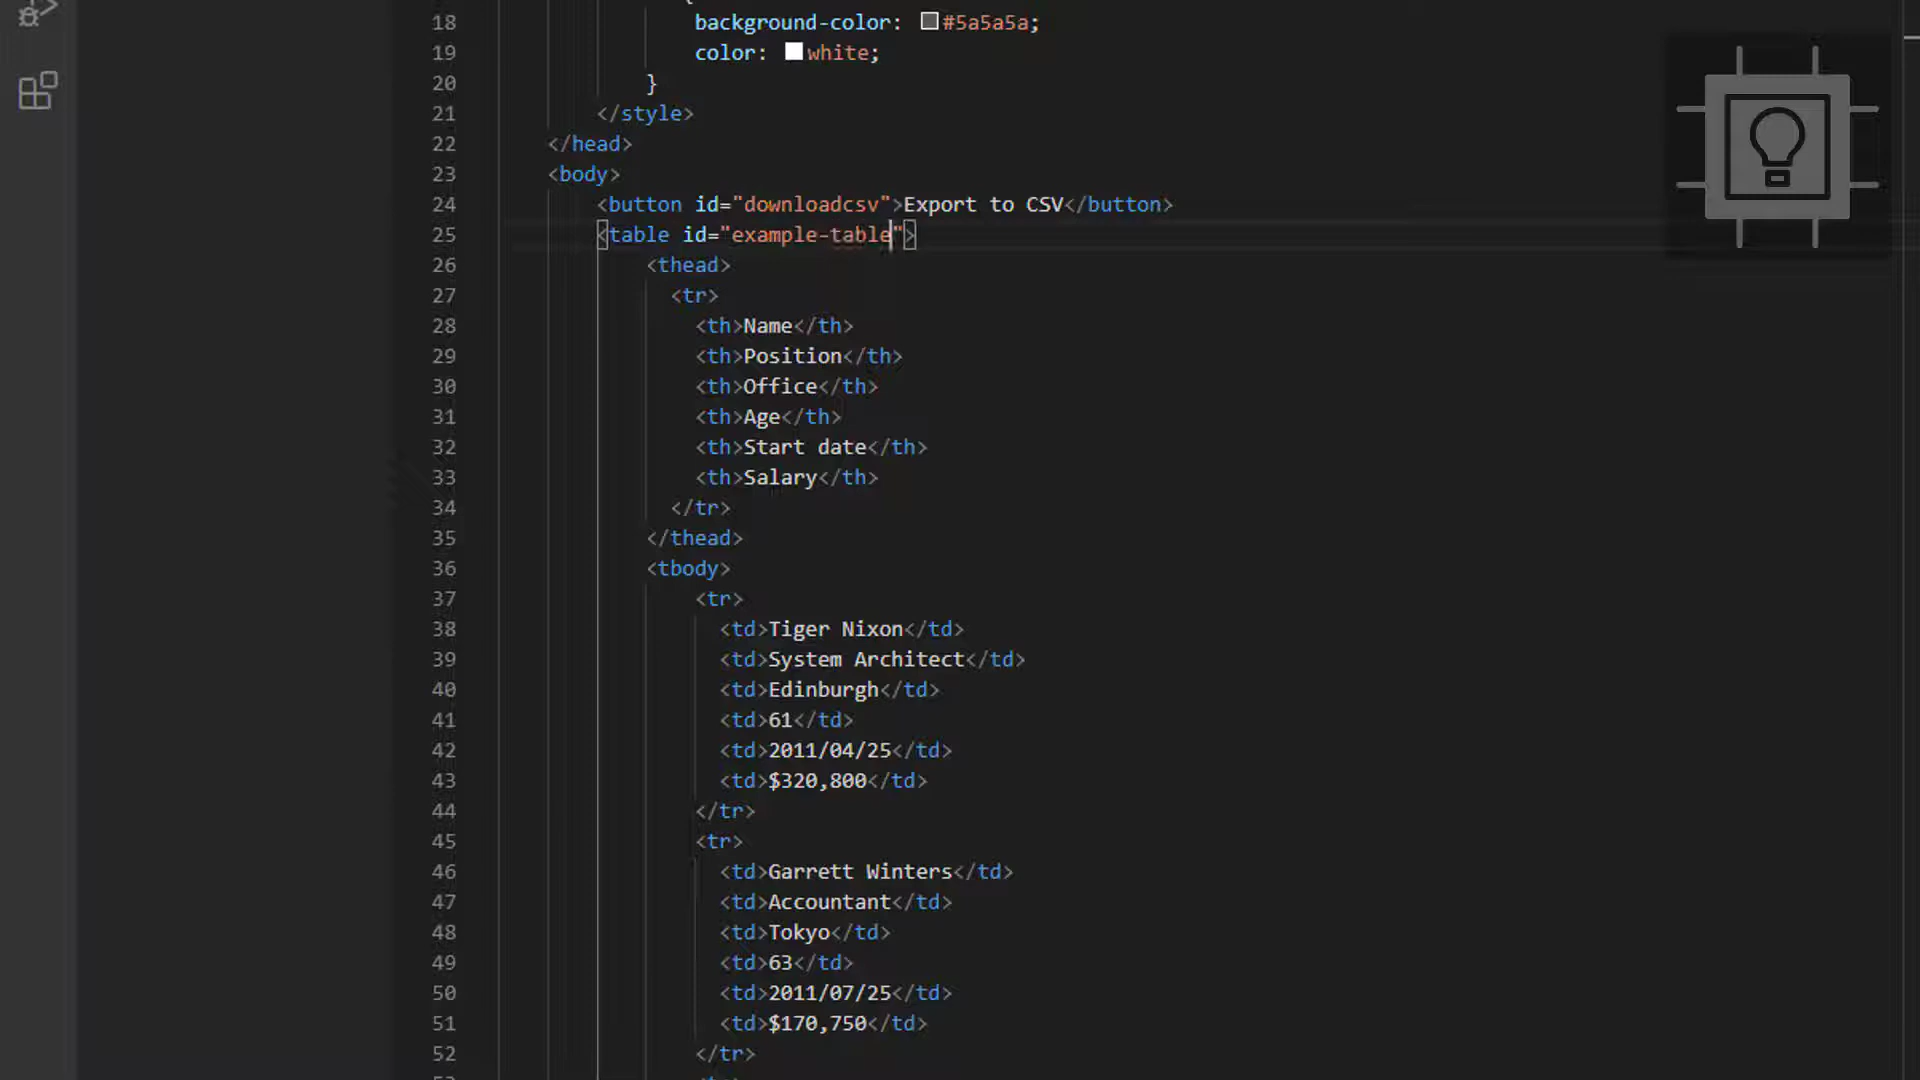 18 background-color: #5a5a5a;
19 color: white;
20 }
21 </style>
22 </head>
23 <body>
24 <button id="downloadcsv">Export to CSV</button>
25 <table id="example-table">
26 <thead>
27 <tr>
28 <th>Name</th>
29 <th>Position</th>
30 <th>Office</th>
31 <th>Age</th>
32 <th>Start date</th>
33 <th>Salary</th>
34 </tr>
35 </thead>
36 <tbody>
37 <tr>
38 <td>Tiger Nixon</td>
39 <td>System Architect</td>
40 <td>Edinburgh</td>
41 <td>61</td>
42 <td>2011/04/25</td>
43 <td>$320,800</td>
44 </tr>
45 <tr>
46 <td>Garrett Winters</td>
47 <td>Accountant</td>
48 <td>Tokyo</td>
49 <td>63</td>
50 <td>2011/07/25</td>
51 <td>$170,750</td>
52 </tr>